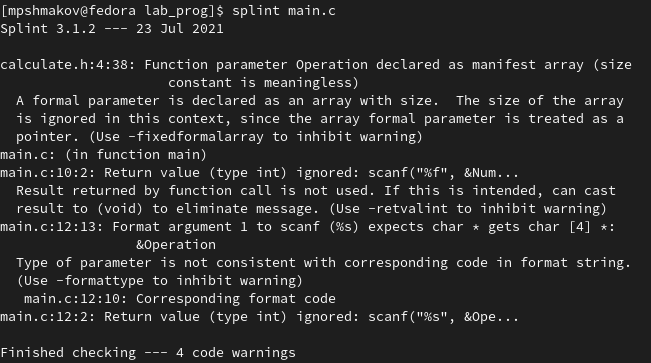 [mpshmakov@fedora lab_prog]$ splint main.c
Splint 3.1.2 --- 23 Jul 2021

calculate.h:4:38: Function parameter Operation declared as manifest array (size
                     constant is meaningless)
  A formal parameter is declared as an array with size.  The size of the array
  is ignored in this context, since the array formal parameter is treated as a
  pointer. (Use -fixedformalarray to inhibit warning)
main.c: (in function main)
main.c:10:2: Return value (type int) ignored: scanf("%f", &Num...
  Result returned by function call is not used. If this is intended, can cast
  result to (void) to eliminate message. (Use -retvalint to inhibit warning)
main.c:12:13: Format argument 1 to scanf (%s) expects char * gets char [4] *:
                 &Operation
  Type of parameter is not consistent with corresponding code in format string.
  (Use -formattype to inhibit warning)
   main.c:12:10: Corresponding format code
main.c:12:2: Return value (type int) ignored: scanf("%s", &Ope...

Finished checking --- 4 code warnings